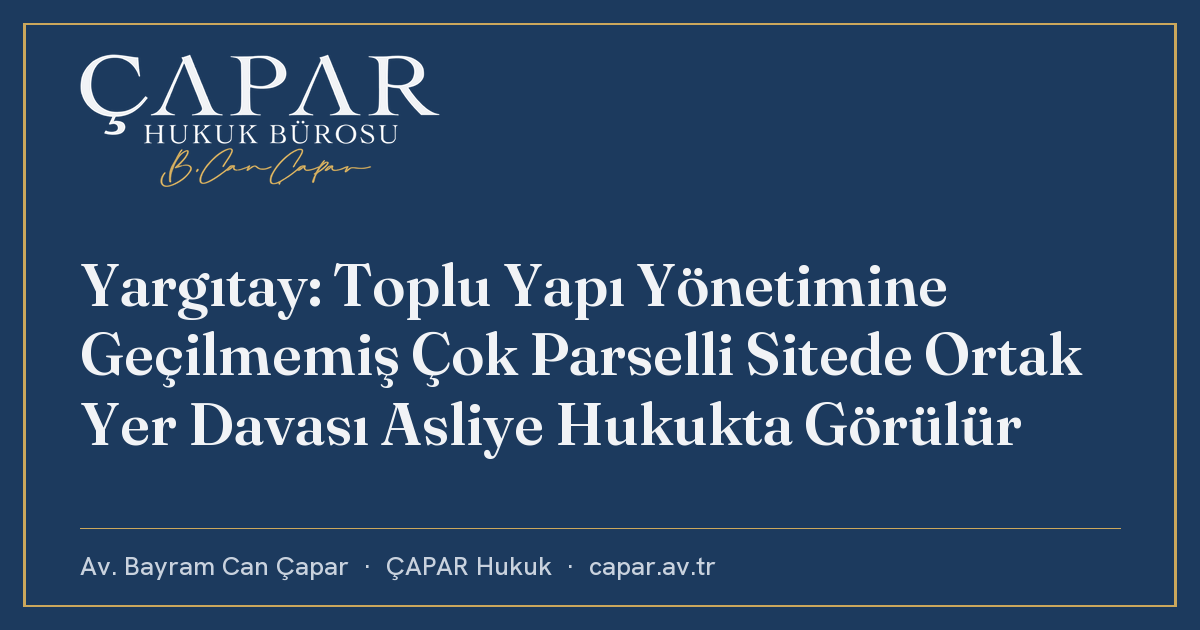 ÇAPAR
HUKUK BÜROSU
B.Can Çapar
Yargıtay: Toplu Yapı Yönetimine
Geçilmemiş Çok Parselli Sitede Ortak
Yer Davası Asliye Hukukta Görülür
Av. Bayram Can Çapar · ÇAPAR Hukuk · capar.av.tr